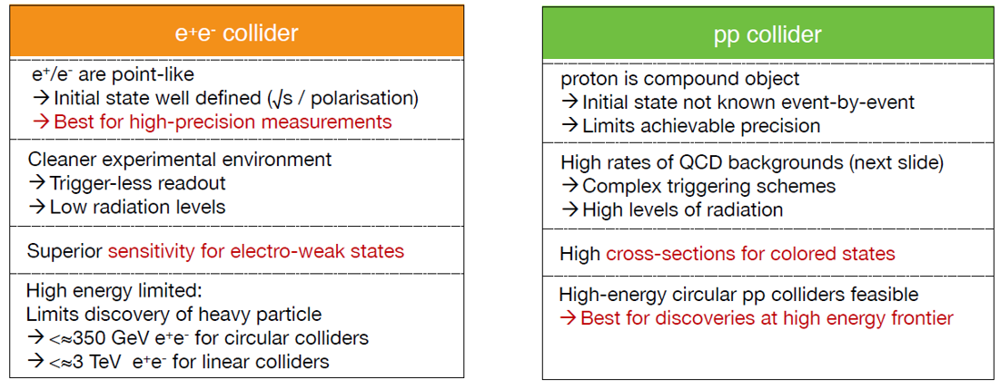 e+e- collider
e+/e- are point-like
→ Initial state well defined (√s / polarisation)
→ Best for high-precision measurements
Cleaner experimental environment
→ Trigger-less readout
→ Low radiation levels
Superior sensitivity for electro-weak states
High energy limited:
Limits discovery of heavy particle
→ <≈350 GeV e+e- for circular colliders
→ <≈3 TeV e+e- for linear colliders
pp collider
proton is compound object
→ Initial state not known event-by-event
→ Limits achievable precision
High rates of QCD backgrounds (next slide)
→ Complex triggering schemes
→ High levels of radiation
High cross-sections for colored states
High-energy circular pp colliders feasible
→ Best for discoveries at high energy frontier